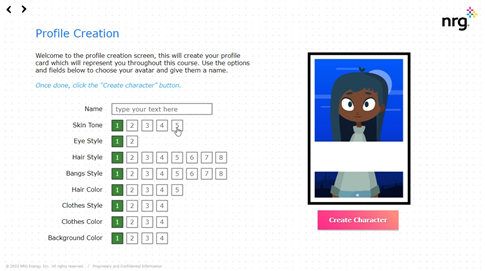 nrg
Profile Creation
Welcome to the profile creation screen, this will create your profile
card which will represent you throughout this course. Use the options
and fields below to choose your avatar and give them a name.
Once done, click the "Create character" button.
Name type your text here
Skin Tone 1 2 3 4 5
Eye Style 1 2
Hair Style 1 2 3 4 5 6 7 8
Bangs Style 1 2 3 4 5 6 7 8
Hair Color 1 2 3 4 5
Clothes Style 1 2 3 4
Clothes Color 1 2 3 4
Background Color 1 2 3 4
Create Character
© 2023 NRG Energy, Inc. All rights reserved. / Proprietary and Confidential Information